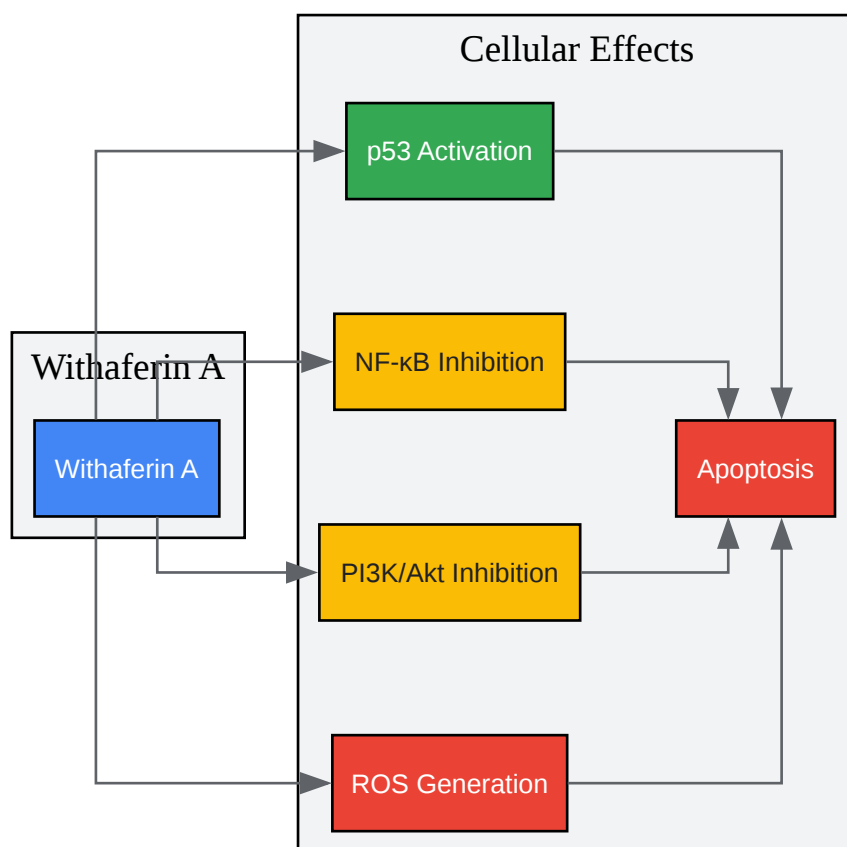 Cellular Effects
p53 Activation
NF-κB Inhibition
Withaferin A
Withaferin A
Apoptosis
PI3K/Akt Inhibition
ROS Generation